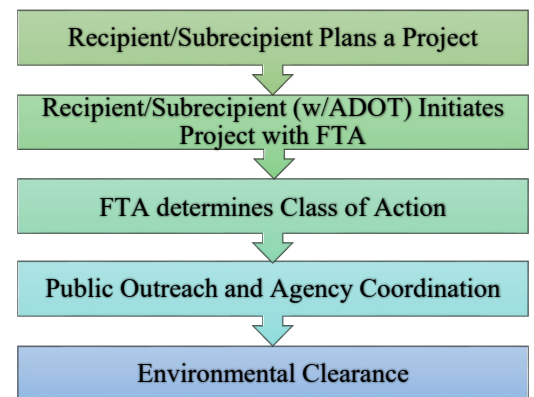 Recipient/Subrecipient Plans a Project
Recipient/Subrecipient (w/ADOT) Initiates
Project with FTA
FTA determines Class of Action
Public Outreach and Agency Coordination
Environmental Clearance